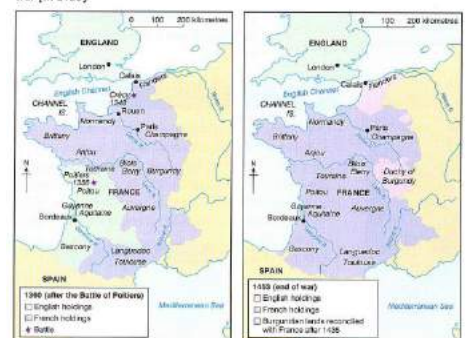 0 100 200 kilometres
ENGLAND
London
Calais
Flanders
English Channel
Crécy
1346
CHANNEL
IS.
Rouen
Normandy
Paris
Champagne
Brittany
Anjou
Touraine
Blois
Berry
Burgundy
Poitiers
1356
Poitou
FRANCE
Guyenne
Aquitaine
Auvergne
Bordeaux
Gascony
Languedoc
Toulouse
SPAIN
Mediterranean Sea
N
1360 (after the Battle of Poitiers)
English holdings
French holdings
Battle
0 100 200 kilometres
ENGLAND
London
Calais
Flanders
English Channel
CHANNEL
IS.
Normandy
Paris
Champagne
Brittany
Anjou
Touraine
Blois
Berry
Duchy of
Burgundy
Poitou
FRANCE
Guyenne
Aquitaine
Auvergne
Bordeaux
Gascony
Languedoc
Toulouse
SPAIN
Mediterranean Sea
N
1453 (end of war)
English holdings
French holdings
Burgundian lands reconciled
with France after 1435